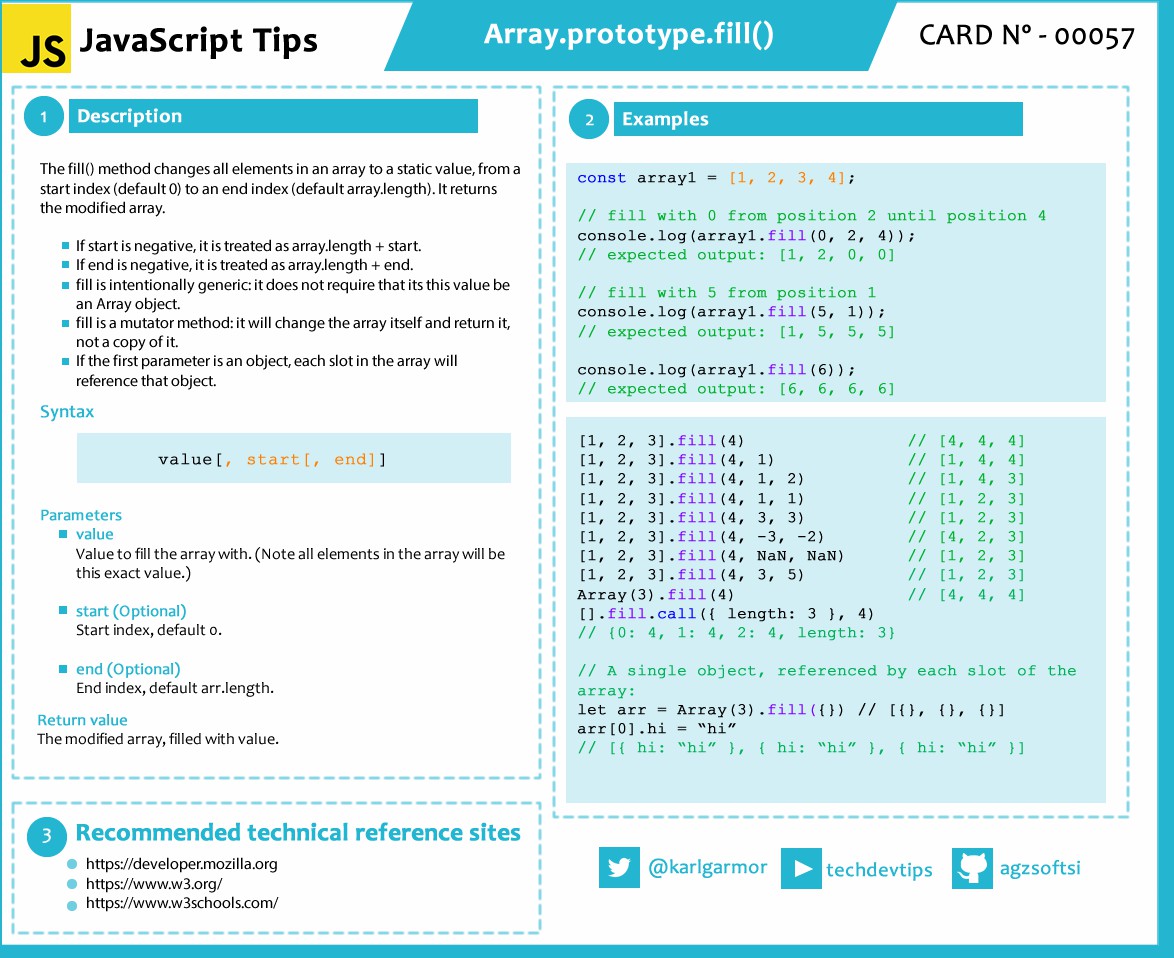 JS JavaScript Tips
Array.prototype.fill()
CARD Nº - 00057
1 Description
The fill() method changes all elements in an array to a static value, from a
start index (default 0) to an end index (default array.length). It returns
the modified array.
If start is negative, it is treated as array.length + start.
If end is negative, it is treated as array.length + end.
fill is intentionally generic: it does not require that its this value be
an Array object.
fill is a mutator method: it will change the array itself and return it,
not a copy of it.
If the first parameter is an object, each slot in the array will
reference that object.
Syntax
value[, start[, end]]
Parameters
value
Value to fill the array with. (Note all elements in the array will be
this exact value.)
start (Optional)
Start index, default 0.
end (Optional)
End index, default arr.length.
Return value
The modified array, filled with value.
2 Examples
const array1 = [1, 2, 3, 4];
// fill with 0 from position 2 until position 4
console.log(array1.fill(0, 2, 4));
// expected output: [1, 2, 0, 0]
// fill with 5 from position 1
console.log(array1.fill(5, 1));
// expected output: [1, 5, 5, 5]
console.log(array1.fill(6));
// expected output: [6, 6, 6, 6]
[1, 2, 3].fill(4) // [4, 4, 4]
[1, 2, 3].fill(4, 1) // [1, 4, 4]
[1, 2, 3].fill(4, 1, 2) // [1, 4, 3]
[1, 2, 3].fill(4, 1, 1) // [1, 2, 3]
[1, 2, 3].fill(4, 3, 3) // [1, 2, 3]
[1, 2, 3].fill(4, -3, -2) // [4, 2, 3]
[1, 2, 3].fill(4, NaN, NaN) // [1, 2, 3]
[1, 2, 3].fill(4, 3, 5) // [1, 2, 3]
Array(3).fill(4) // [4, 4, 4]
[].fill.call({ length: 3 }, 4)
// {0: 4, 1: 4, 2: 4, length: 3}
// A single object, referenced by each slot of the
array:
let arr = Array(3).fill({}) // [{}, {}, {}]
arr[0].hi = “hi”
// [{ hi: “hi” }, { hi: “hi” }, { hi: “hi” }]
3 Recommended technical reference sites
https://developer.mozilla.org
https://www.w3.org/
https://www.w3schools.com/
@karlgarmor techdevtips agzsoftsi